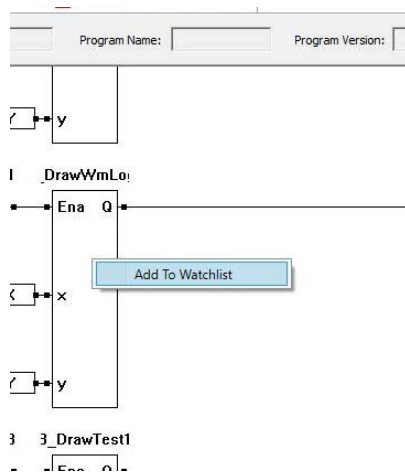 Program Name: Program Version:
y
_DrawWmLo
Ena Q
Add To Watchlist
x
y
3_DrawTest1
Ena Q